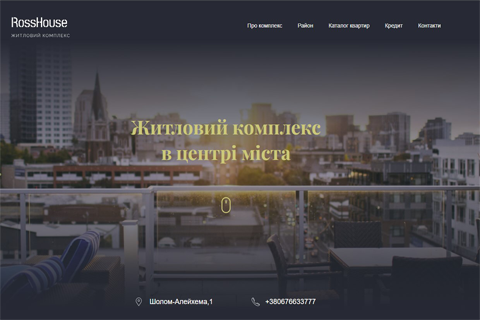 RossHouse
ЖИТЛОВИЙ КОМПЛЕКС
Про комплекс Район Каталог квартир Кредит Контакти
Житловий комплекс
в центрі міста
Шолом-Алейхема,1 +380676633777